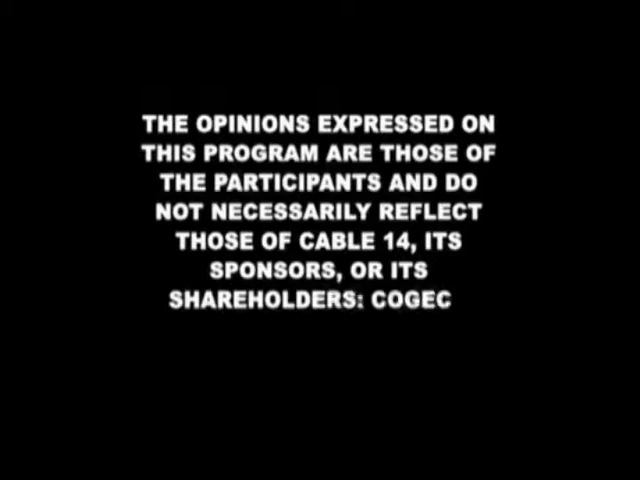 THE OPINIONS EXPRESSED ON
THIS PROGRAM ARE THOSE OF
THE PARTICIPANTS AND DO
NOT NECESSARILY REFLECT
THOSE OF CABLE 14, ITS
SPONSORS, OR ITS
SHAREHOLDERS: COGEC